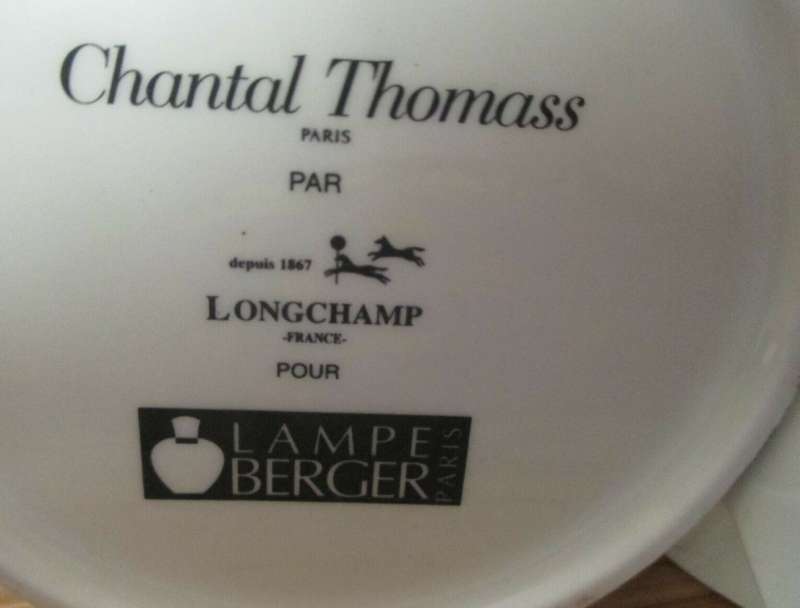 Chantal Thomass
PARIS
PAR
depuis 1867
LONGCHAMP
-FRANCE-
POUR
LAMPE
BERGER
PARIS